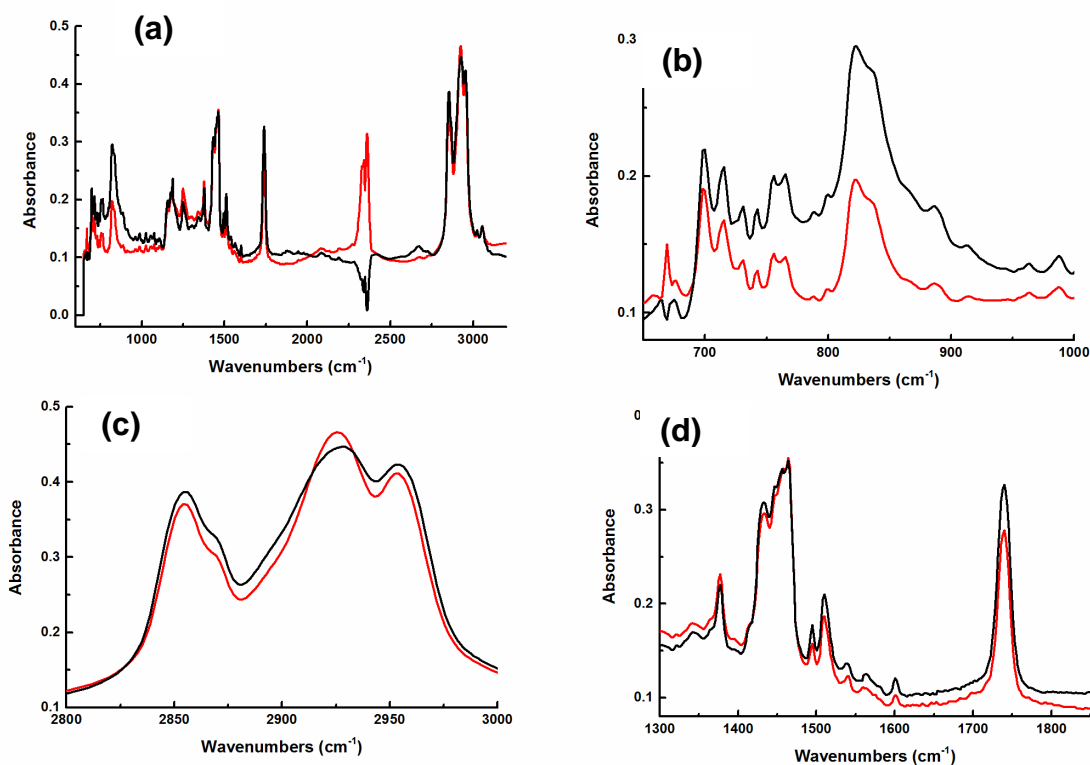 (a)
0.5
0.4
0.3
0.2
0.1
0.0
Absorbance
1000 1500 2000 2500 3000
Wavenumbers (cm-1)
(b)
0.3
0.2
0.1
Absorbance
700 800 900 1000
Wavenumbers (cm-1)
(c)
0.5
0.4
0.3
0.2
0.1
Absorbance
2800 2850 2900 2950 3000
Wavenumbers (cm-1)
(d)
0
0.3
0.2
0.1
Absorbance
1300 1400 1500 1600 1700 1800
Wavenumbers (cm-1)